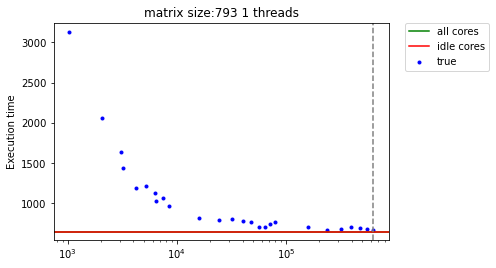 matrix size:793 1 threads
Execution time
3000
2500
2000
1500
1000
10³
10⁴
10⁵
all cores
idle cores
true